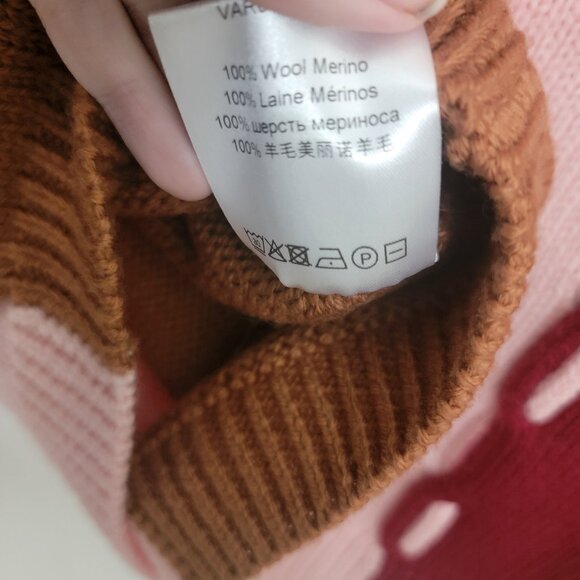 100% Wool Merino
100% Laine Mérinos
100% шерсть мериноса
100% 羊毛美丽诺羊毛
P